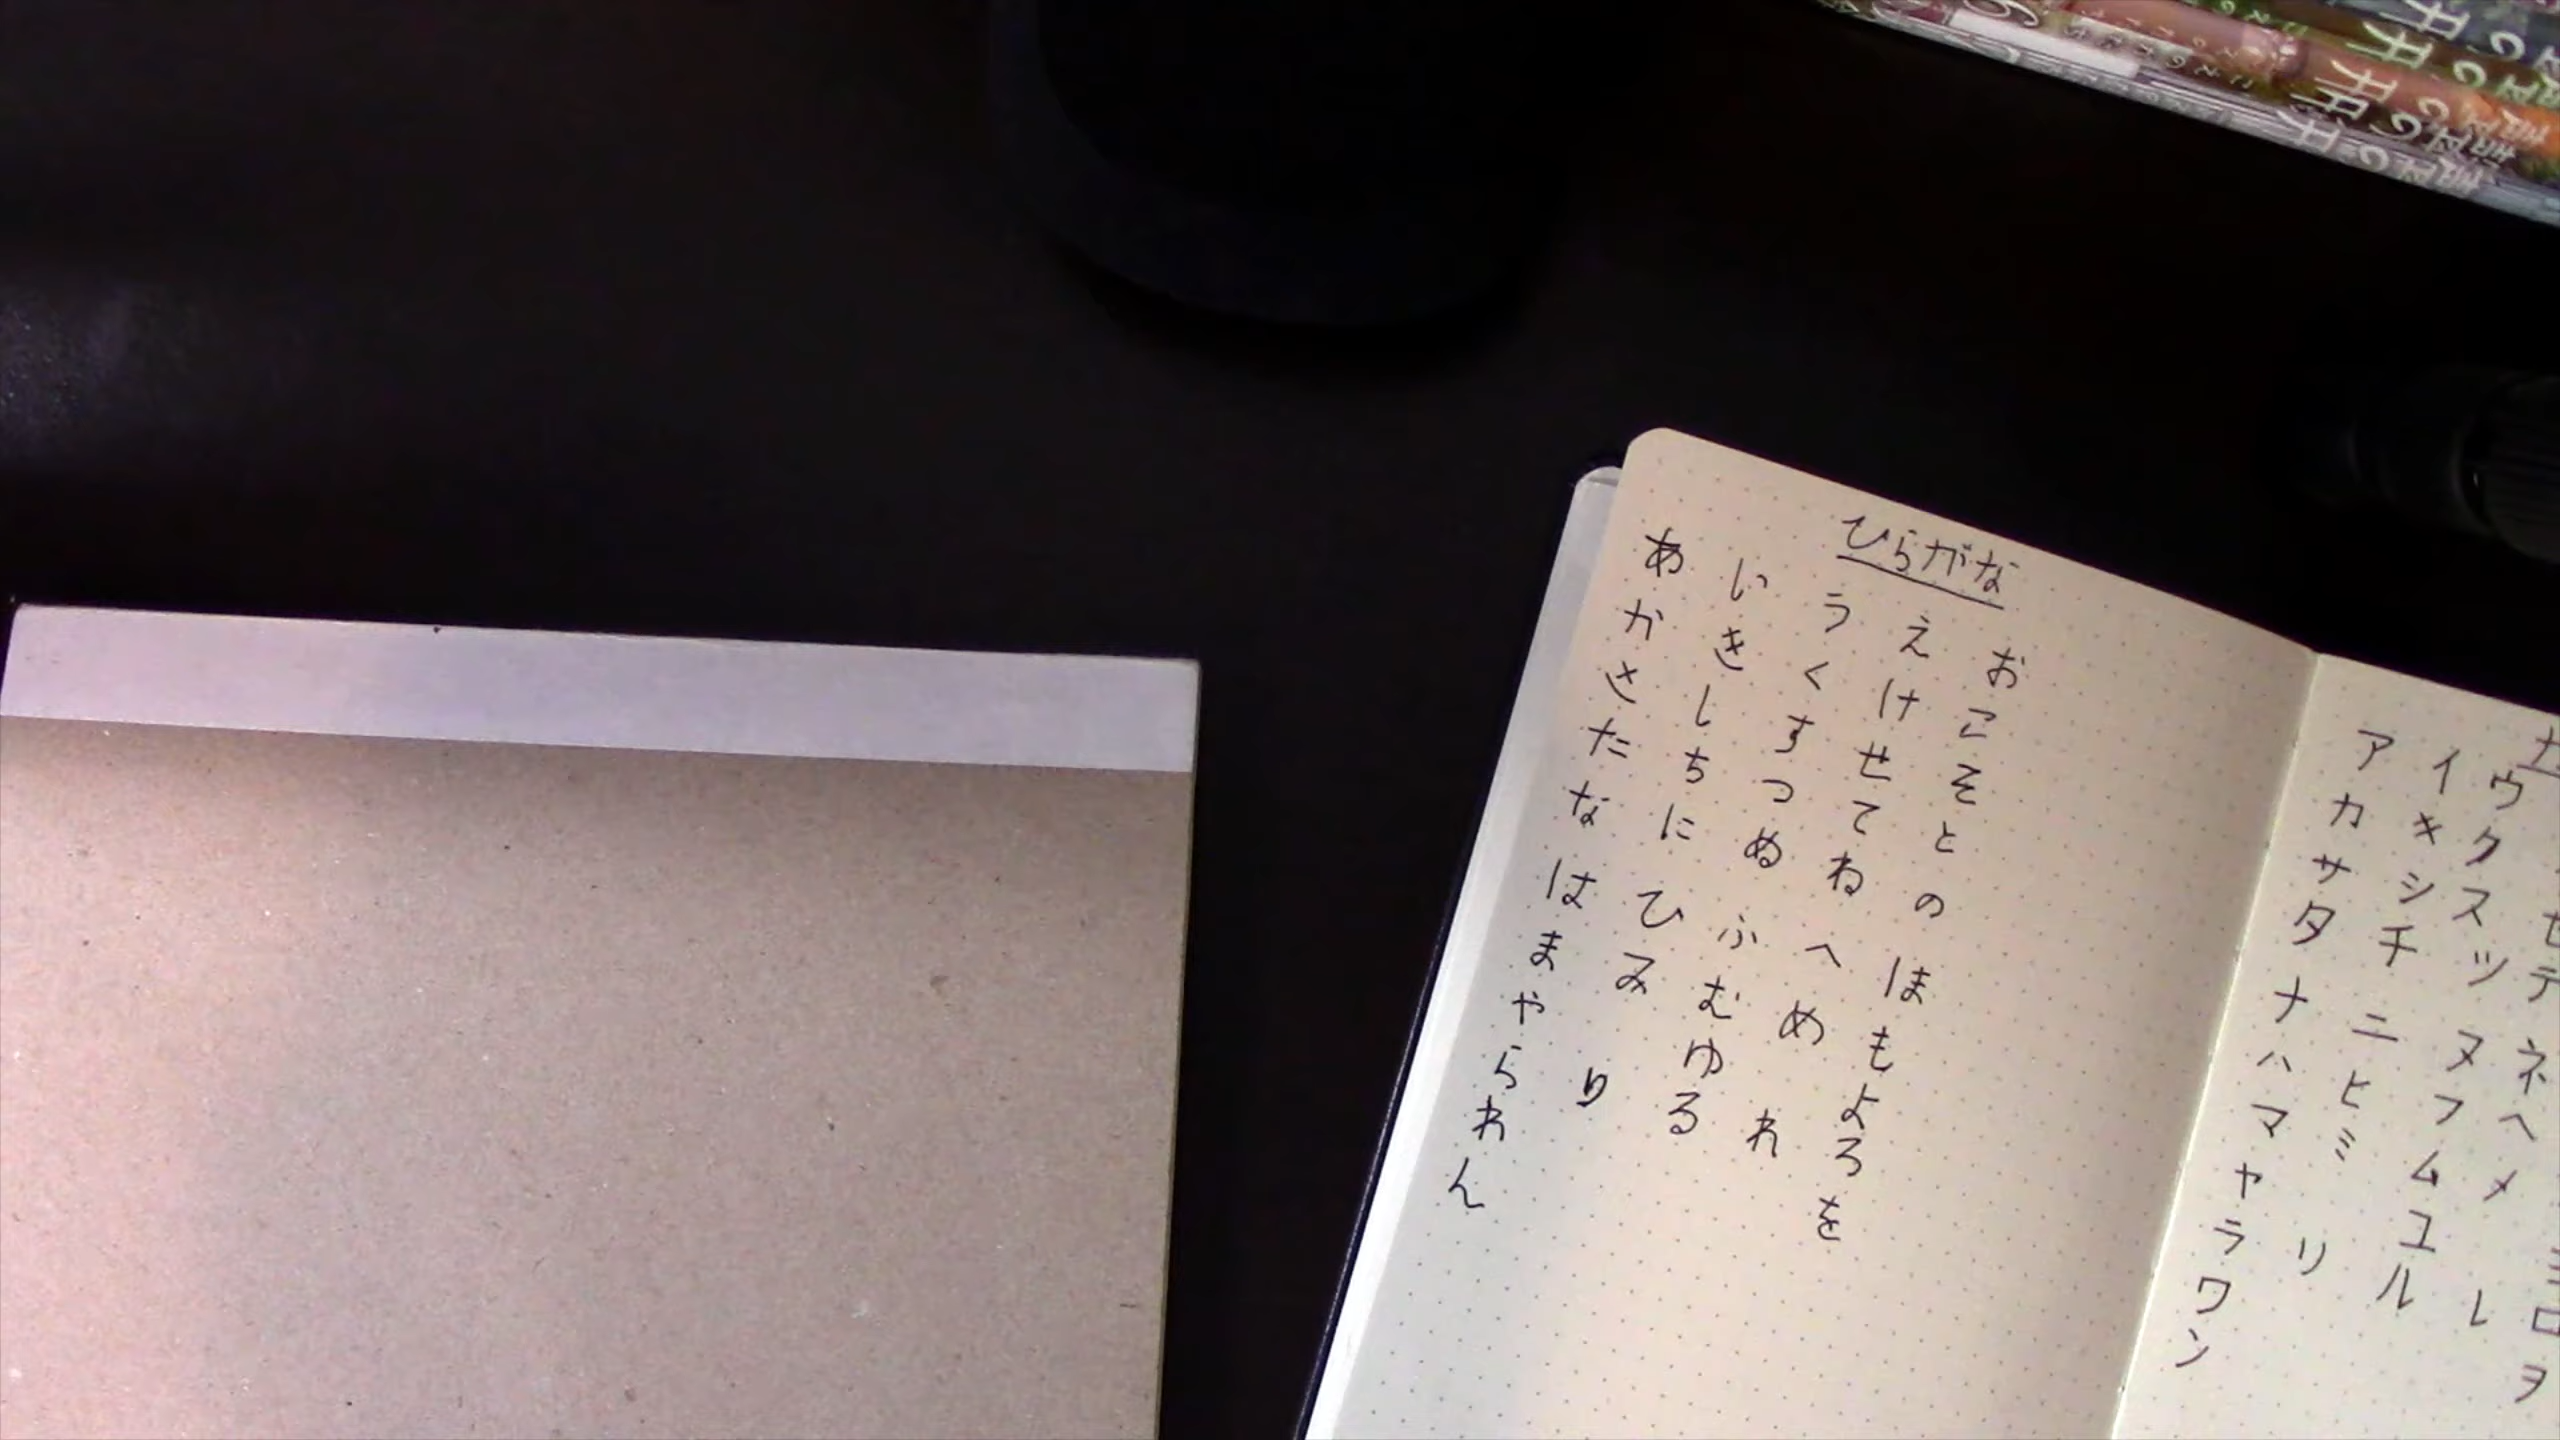 ひらがな
あ い う え お
か き く け こ
さ し す せ そ
た ち つ て と
な に ぬ ね の
は ひ ふ へ ほ
ま み む め も
や ゆ よ
ら り る れ ろ
わ を
ん
ア イ ウ
カ キ ク
サ シ ス セ
タ チ ツ テ
ナ ニ ヌ ネ
ハ ヒ フ ヘ
マ ミ ム メ
ヤ ユ
ラ リ ル レ ロ
ワ ヲ
ン